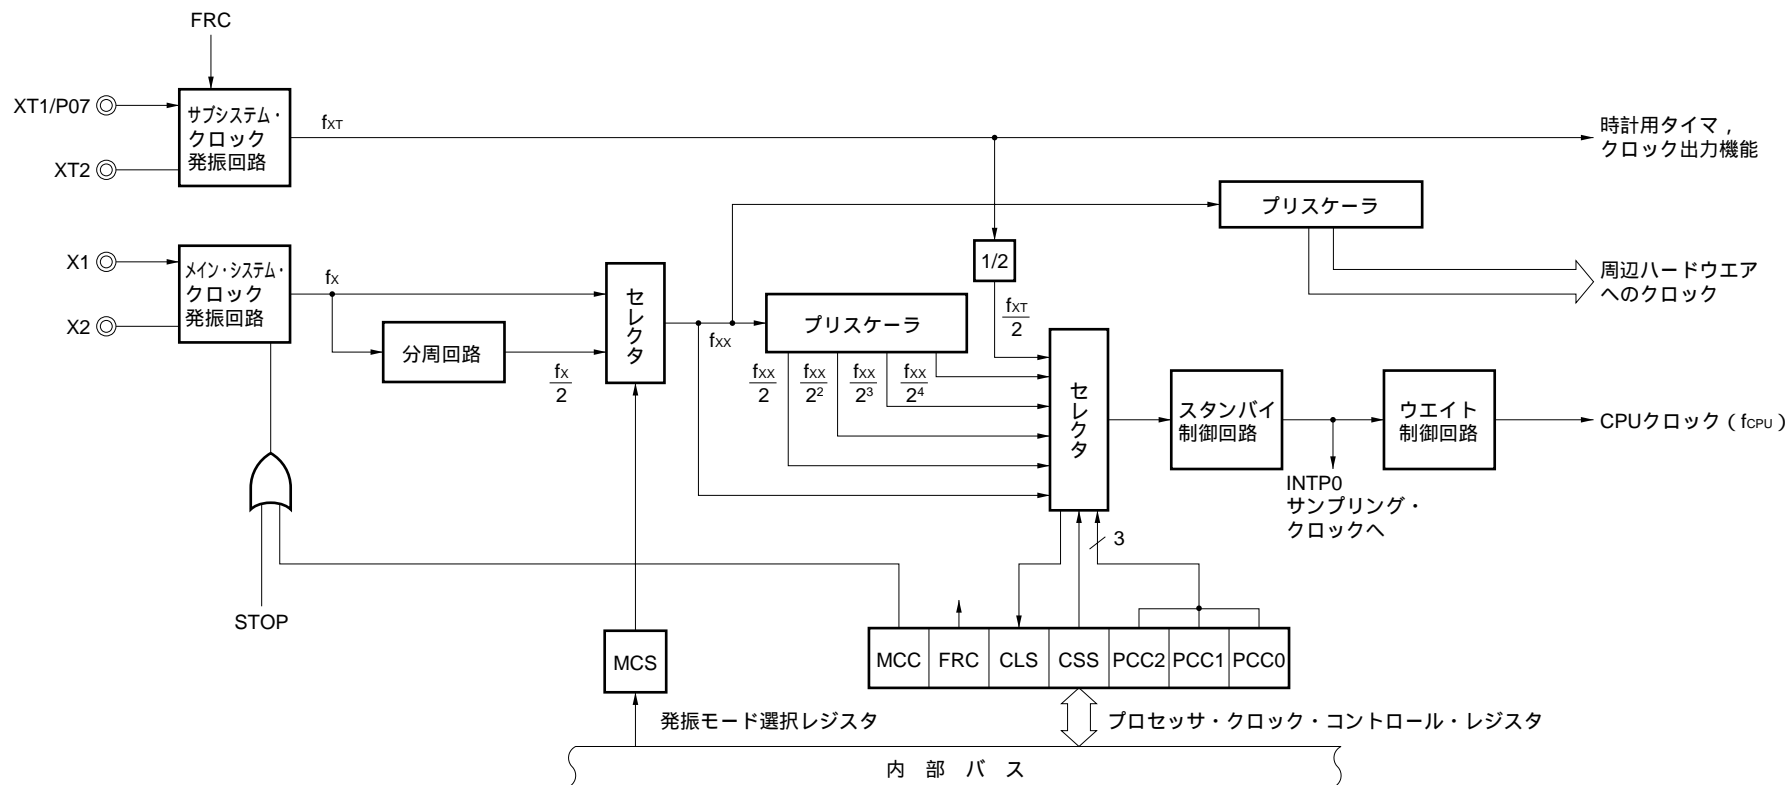 FRC
XT1/P07
XT2
サブシステム・
クロック
発振回路
fXT
時計用タイマ，
クロック出力機能
プリスケーラ
X1
X2
メイン・システム・
クロック
発振回路
fX
分周回路
fX
2
セレクタ
fXX
プリスケーラ
1/2
fXT
2
周辺ハードウエア
へのクロック
fXX
2
fXX
2²
fXX
2³
fXX
2⁴
セレクタ
スタンバイ
制御回路
ウエイト
制御回路
CPUクロック（fCPU）
INTP0
サンプリング・
クロックへ
3
STOP
MCS
MCC FRC CLS CSS PCC2 PCC1 PCC0
発振モード選択レジスタ
プロセッサ・クロック・コントロール・レジスタ
内 部 バ ス